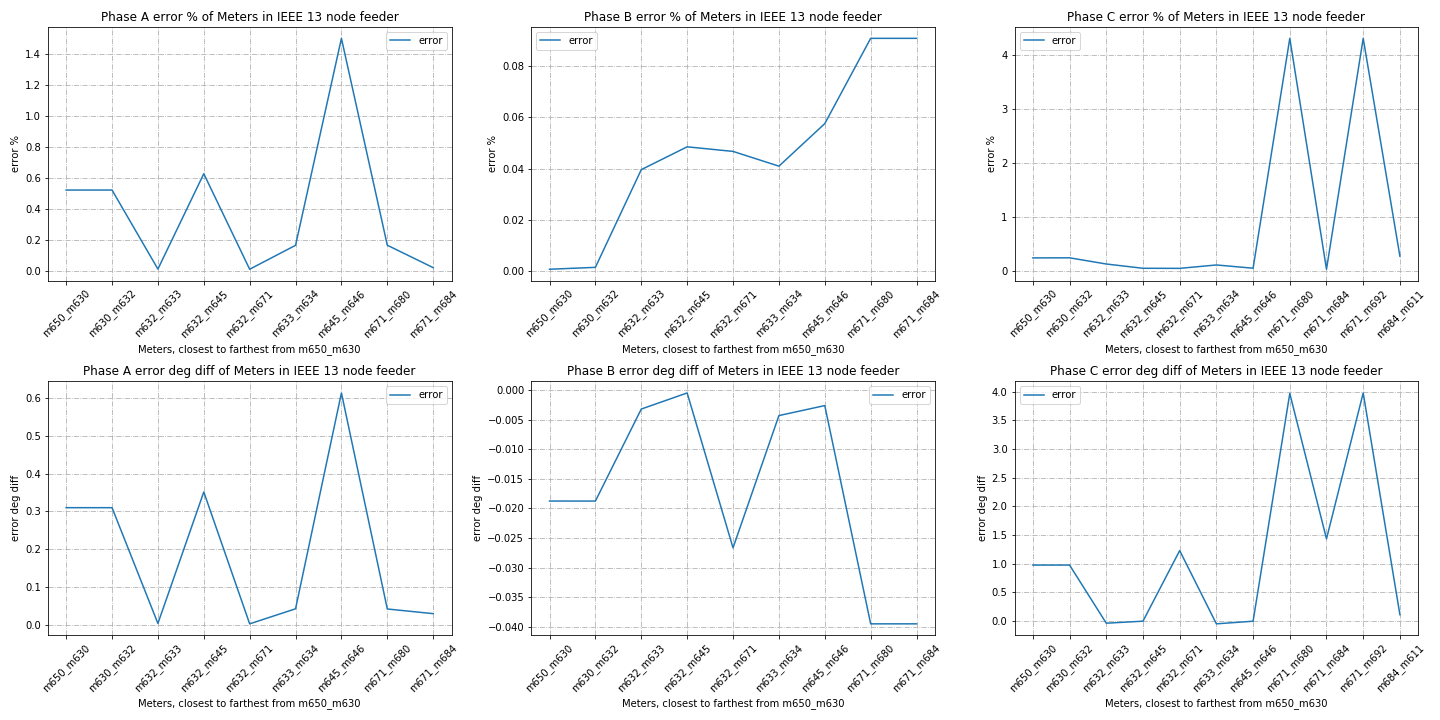 Phase A error % of Meters in IEEE 13 node feeder
error
error %
1.4
1.2
1.0
0.8
0.6
0.4
0.2
0.0
m650_m630
m630_m632
m632_m633
m632_m645
m632_m671
m633_m634
m645_m646
m671_m680
m671_m684
Meters, closest to farthest from m650_m630
Phase B error % of Meters in IEEE 13 node feeder
error
error %
0.08
0.06
0.04
0.02
0.00
m650_m630
m630_m632
m632_m633
m632_m645
m632_m671
m633_m634
m645_m646
m671_m680
m671_m684
Meters, closest to farthest from m650_m630
Phase C error % of Meters in IEEE 13 node feeder
error
error %
4
3
2
1
0
m650_m630
m630_m632
m632_m633
m632_m645
m632_m671
m633_m634
m645_m646
m671_m680
m671_m684
m671_m692
m684_m611
Meters, closest to farthest from m650_m630
Phase A error deg diff of Meters in IEEE 13 node feeder
error
error deg diff
0.6
0.5
0.4
0.3
0.2
0.1
0.0
m650_m630
m630_m632
m632_m633
m632_m645
m632_m671
m633_m634
m645_m646
m671_m680
m671_m684
Meters, closest to farthest from m650_m630
Phase B error deg diff of Meters in IEEE 13 node feeder
error
error deg diff
0.000
−0.005
−0.010
−0.015
−0.020
−0.025
−0.030
−0.035
−0.040
m650_m630
m630_m632
m632_m633
m632_m645
m632_m671
m633_m634
m645_m646
m671_m680
m671_m684
Meters, closest to farthest from m650_m630
Phase C error deg diff of Meters in IEEE 13 node feeder
error
error deg diff
4.0
3.5
3.0
2.5
2.0
1.5
1.0
0.5
0.0
m650_m630
m630_m632
m632_m633
m632_m645
m632_m671
m633_m634
m645_m646
m671_m680
m671_m684
m671_m692
m684_m611
Meters, closest to farthest from m650_m630